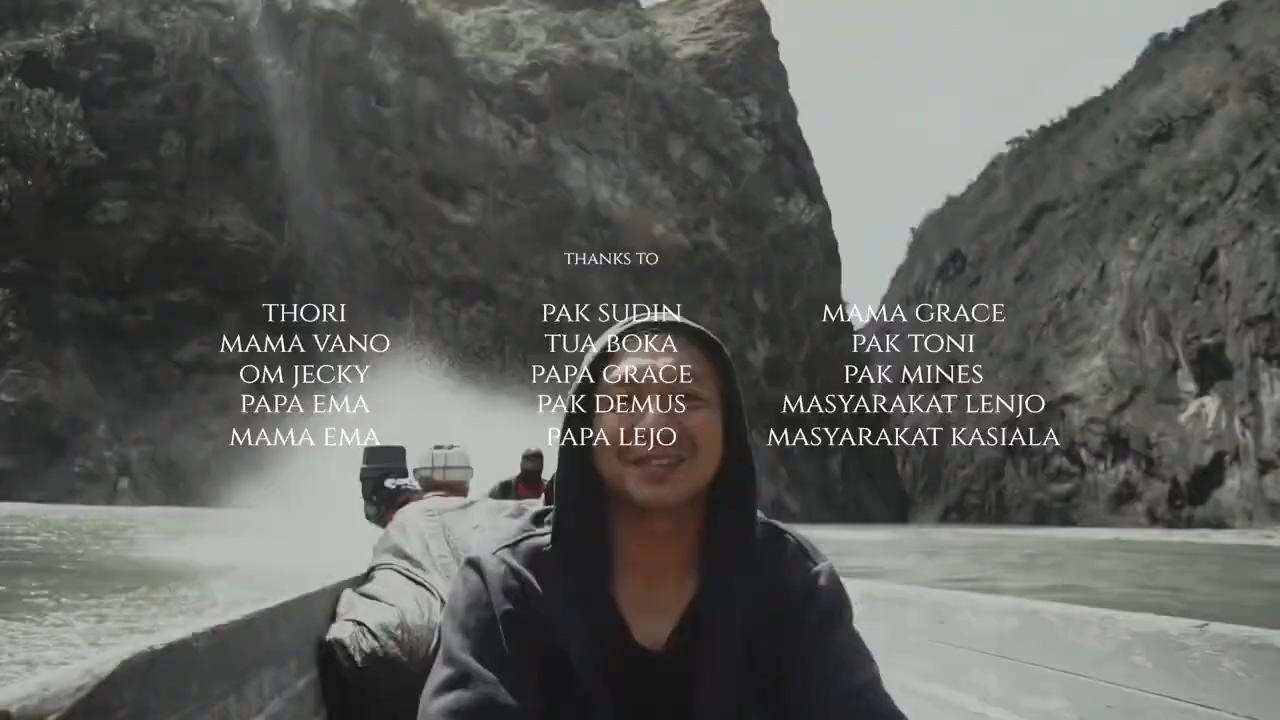 THANKS TO
THORI
MAMA VANO
OM JECKY
PAPA EMA
MAMA EMA
PAK SUDIN
TUA BOKA
PAPA GRACE
PAK DEMUS
PAPA LEJO
MAMA GRACE
PAK TONI
PAK MINES
MASYARAKAT LENJO
MASYARAKAT KASIALA